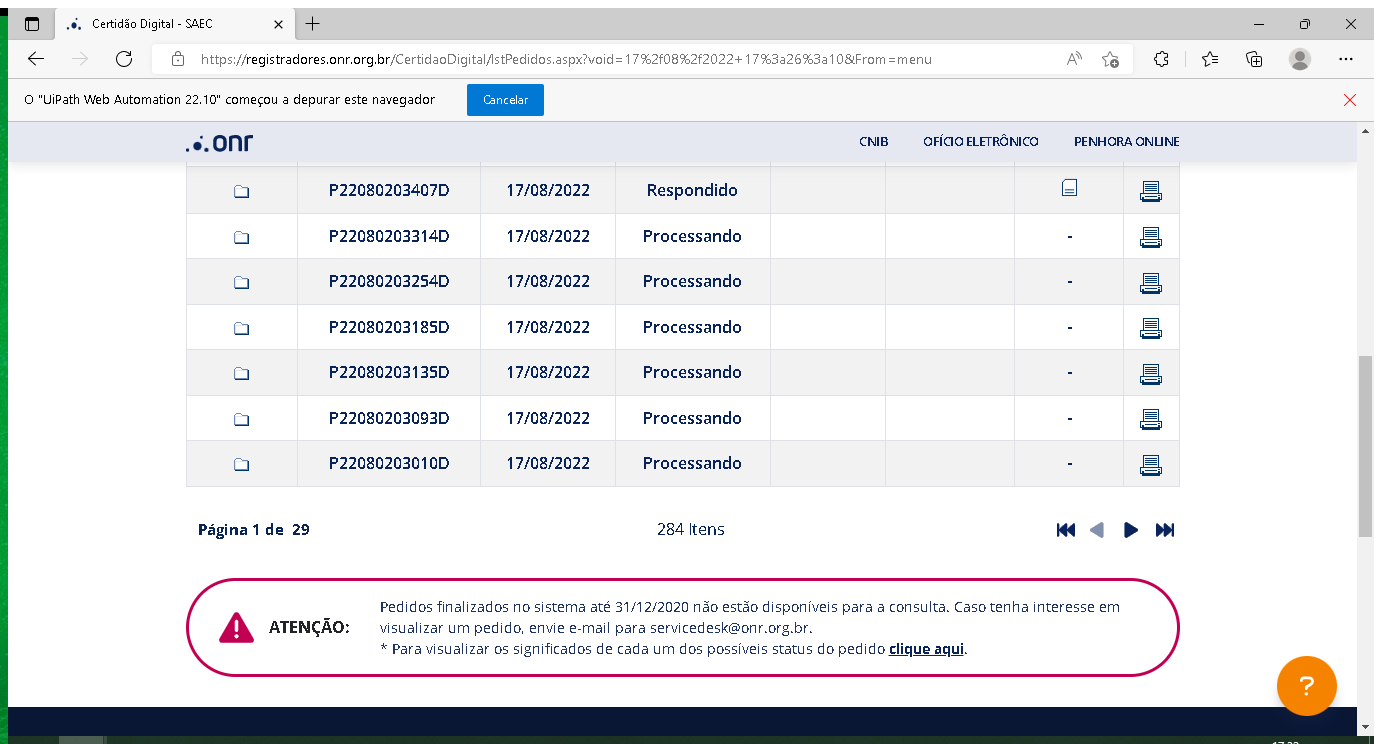 Certidão Digital - SAEC
https://registradores.onr.org.br/CertidaoDigital/lstPedidos.aspx?void=17%2f08%2f2022+17%3a26%3a10&From=menu
O "UiPath Web Automation 22.10" começou a depurar este navegador Cancelar
onr CNIB OFÍCIO ELETRÔNICO PENHORA ONLINE
P22080203407D 17/08/2022 Respondido
P22080203314D 17/08/2022 Processando -
P22080203254D 17/08/2022 Processando -
P22080203185D 17/08/2022 Processando -
P22080203135D 17/08/2022 Processando -
P22080203093D 17/08/2022 Processando -
P22080203010D 17/08/2022 Processando -
Página 1 de 29 284 Itens
Pedidos finalizados no sistema até 31/12/2020 não estão disponíveis para a consulta. Caso tenha interesse em
ATENÇÃO: visualizar um pedido, envie e-mail para servicedesk@onr.org.br.
* Para visualizar os significados de cada um dos possíveis status do pedido clique aqui.
?